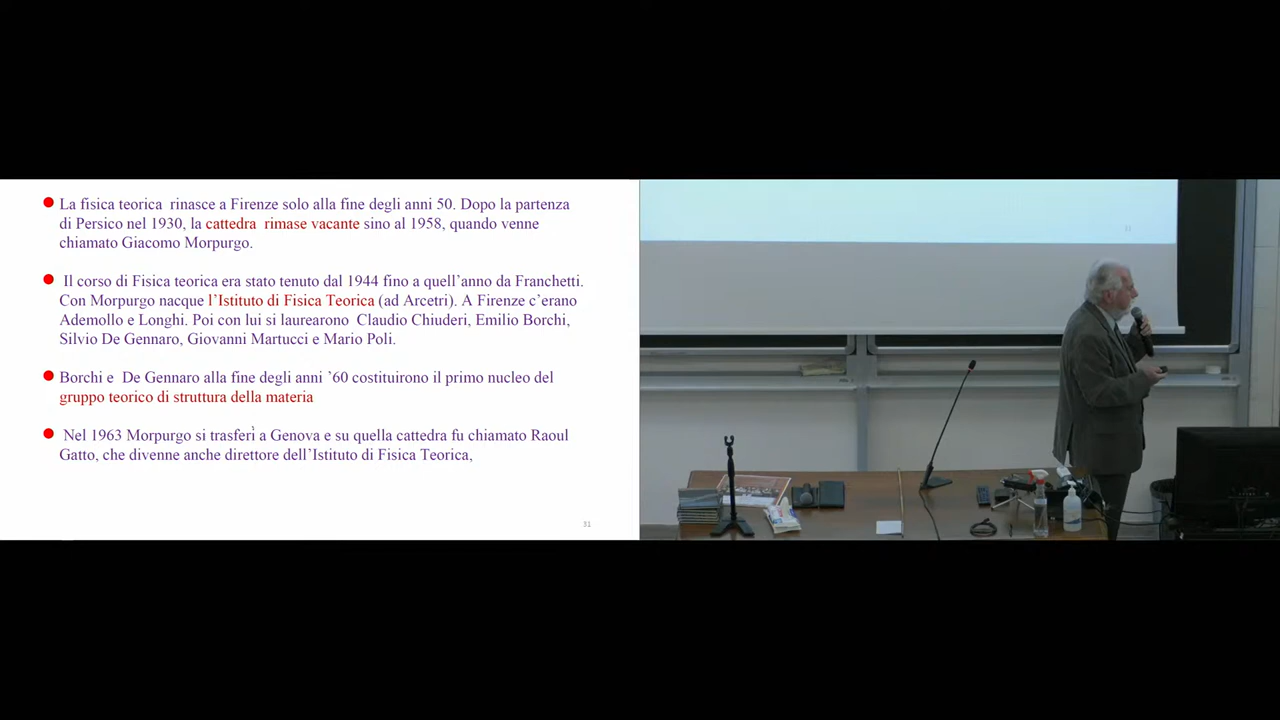 La fisica teorica rinasce a Firenze solo alla fine degli anni 50. Dopo la partenza
di Persico nel 1930, la cattedra rimase vacante sino al 1958, quando venne
chiamato Giacomo Morpurgo.
Il corso di Fisica teorica era stato tenuto dal 1944 fino a quell'anno da Franchetti.
Con Morpurgo nacque l'Istituto di Fisica Teorica (ad Arcetri). A Firenze c'erano
Ademollo e Longhi. Poi con lui si laurearono Claudio Chiuderi, Emilio Borchi,
Silvio De Gennaro, Giovanni Martucci e Mario Poli.
Borchi e De Gennaro alla fine degli anni '60 costituirono il primo nucleo del
gruppo teorico di struttura della materia
Nel 1963 Morpurgo si trasferì a Genova e su quella cattedra fu chiamato Raoul
Gatto, che divenne anche direttore dell'Istituto di Fisica Teorica,
31